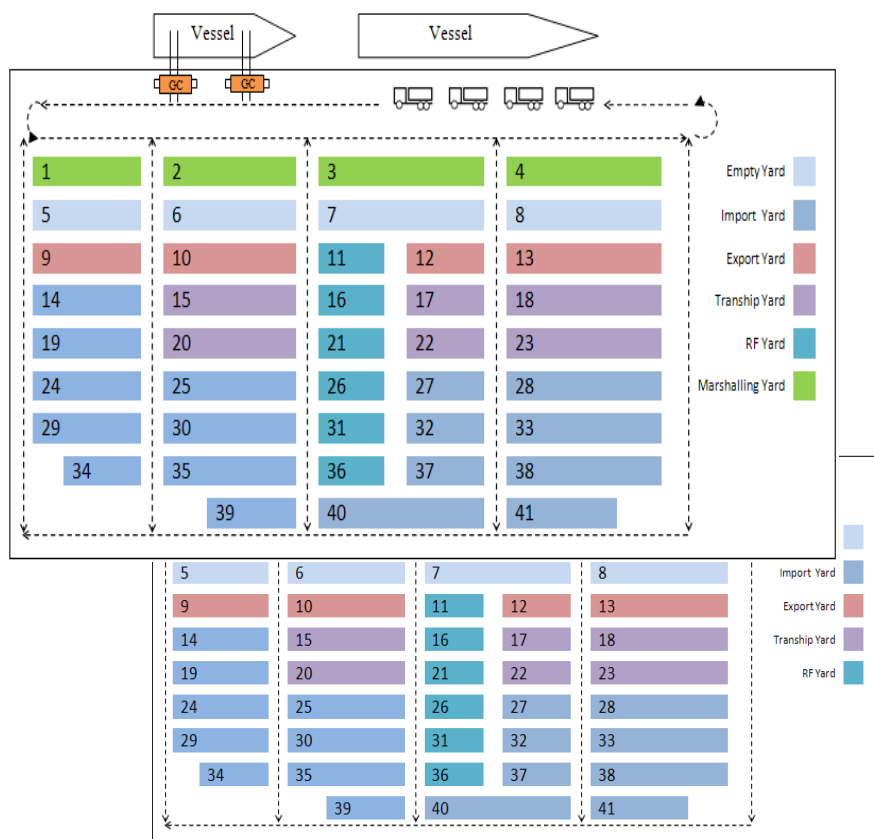 Vessel Vessel
GC GC
1 2 3 4 Empty Yard
5 6 7 8 Import Yard
9 10 11 12 13 Export Yard
14 15 16 17 18 Tranship Yard
19 20 21 22 23 RF Yard
24 25 26 27 28 Marshalling Yard
29 30 31 32 33
34 35 36 37 38
39 40 41
5 6 7 8 Import Yard
9 10 11 12 13 Export Yard
14 15 16 17 18 Tranship Yard
19 20 21 22 23 RF Yard
24 25 26 27 28
29 30 31 32 33
34 35 36 37 38
39 40 41